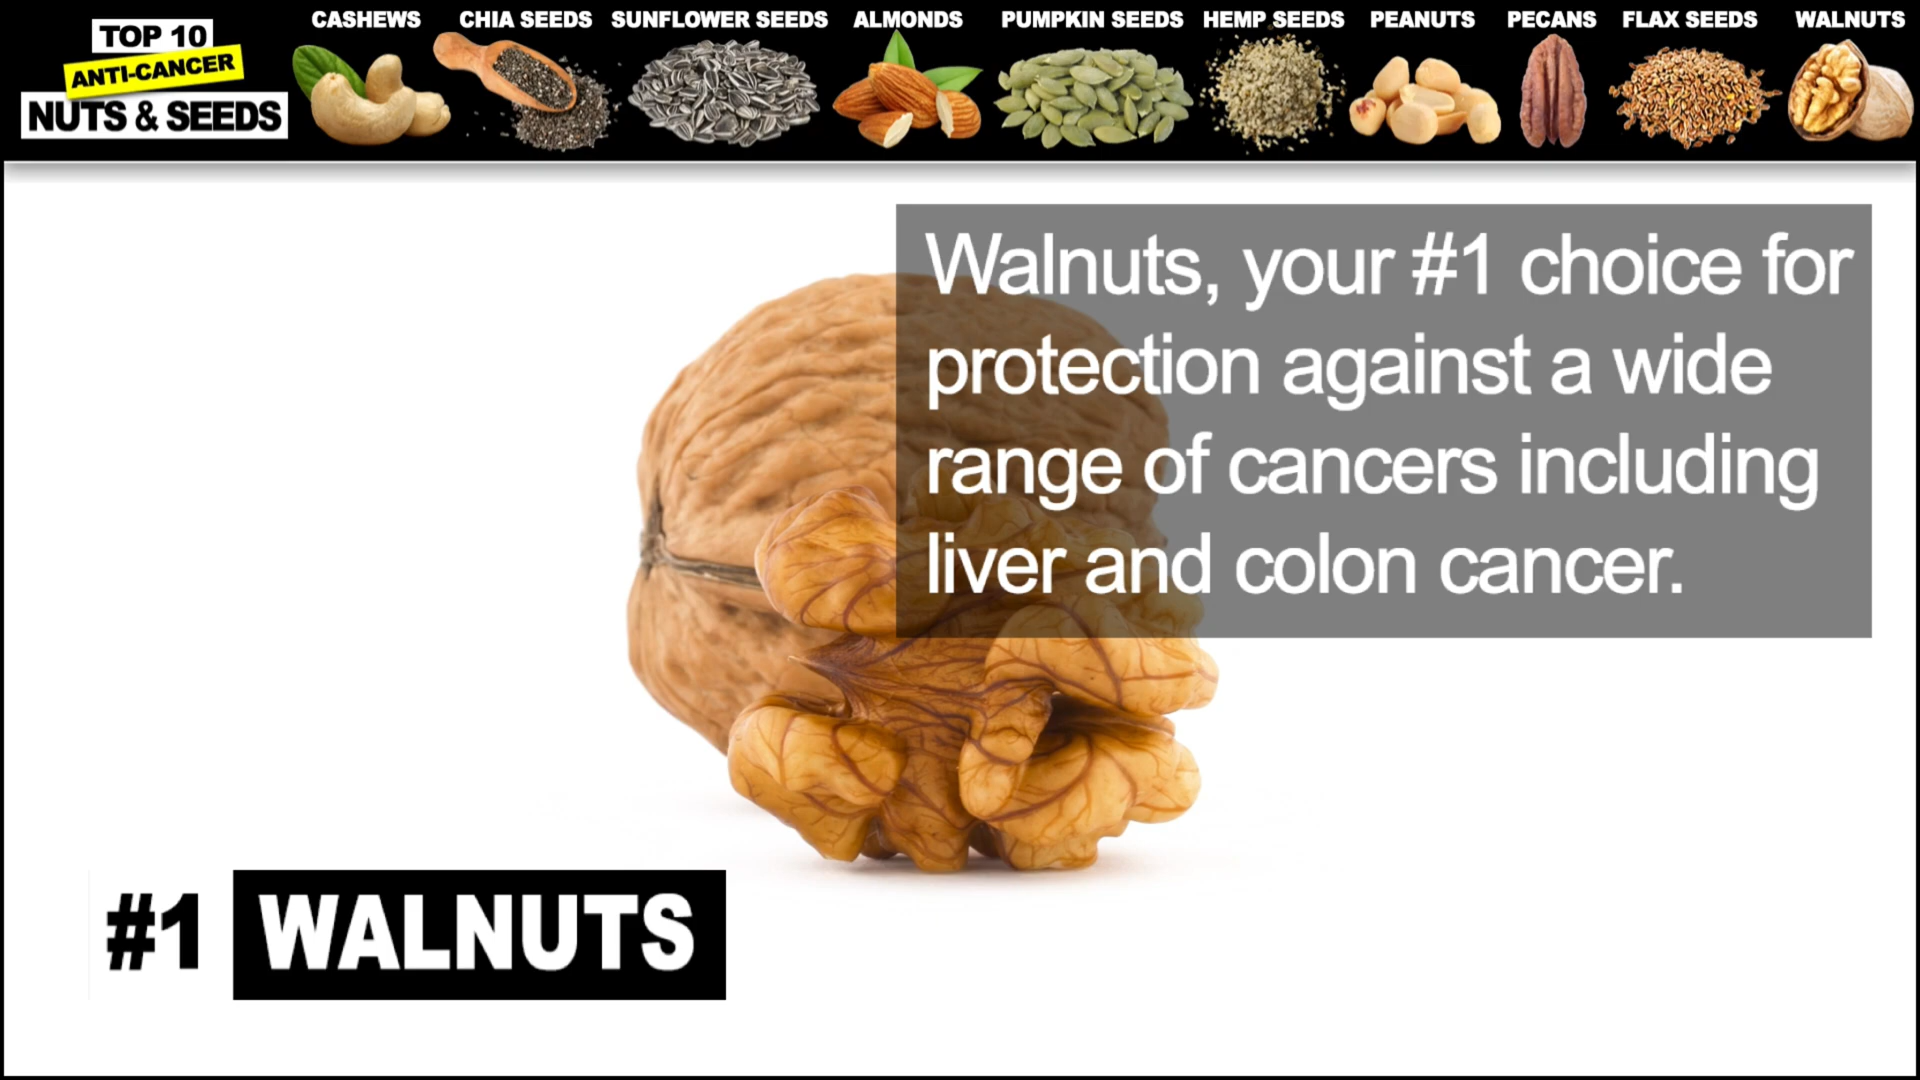 TOP 10
ANTI-CANCER
NUTS & SEEDS
CASHEWS
CHIA SEEDS
SUNFLOWER SEEDS
ALMONDS
PUMPKIN SEEDS
HEMP SEEDS
PEANUTS
PECANS
FLAX SEEDS
WALNUTS
Walnuts, your #1 choice for
protection against a wide
range of cancers including
liver and colon cancer.
#1 WALNUTS